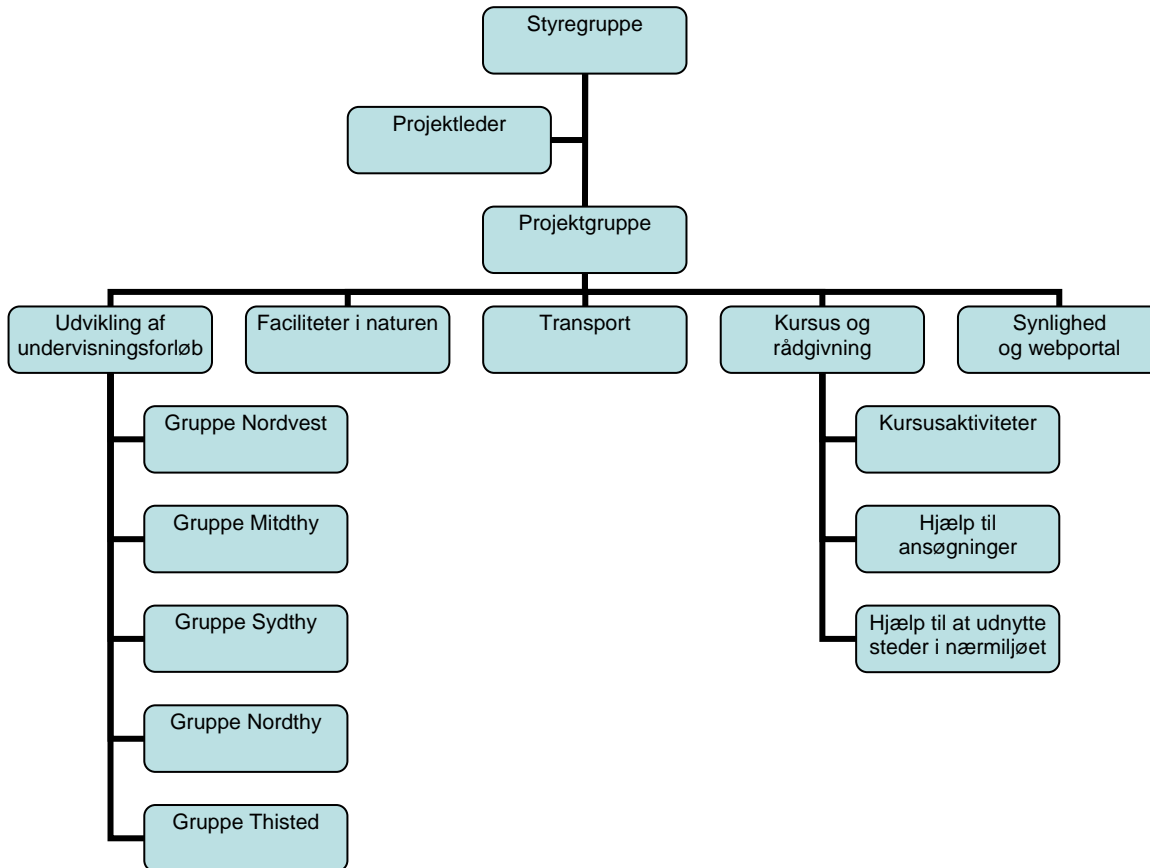 Styregruppe
Projektleder
Projektgruppe
Udvikling af
undervisningsforløb
Faciliteter i naturen
Transport
Kursus og
rådgivning
Synlighed
og webportal
Gruppe Nordvest
Gruppe Mitdthy
Gruppe Sydthy
Gruppe Nordthy
Gruppe Thisted
Kursusaktiviteter
Hjælp til
ansøgninger
Hjælp til at udnytte
steder i nærmiljøet